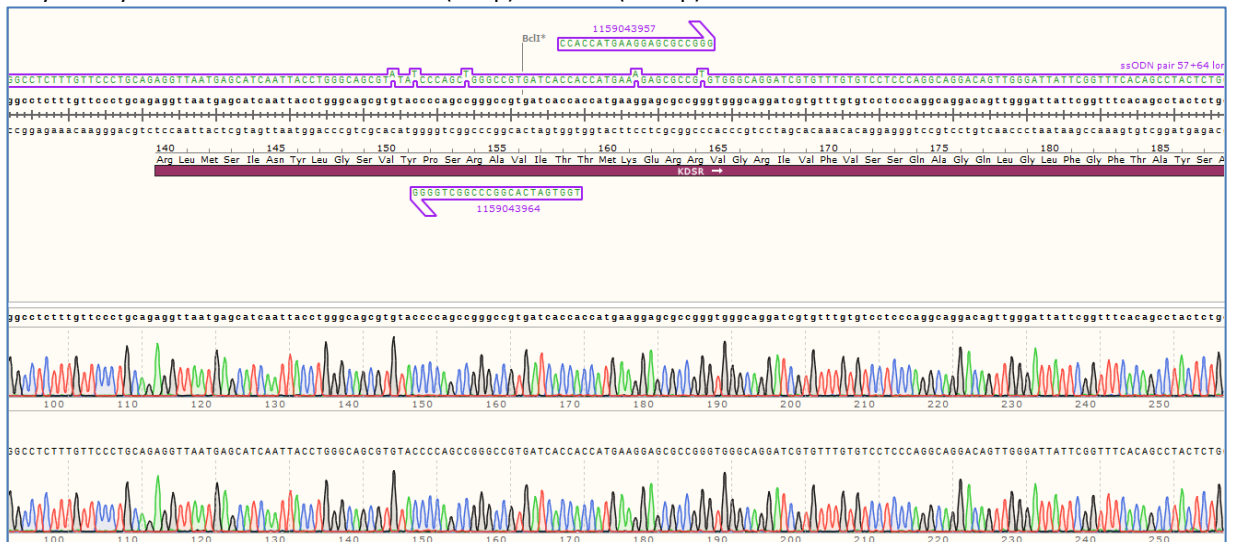 1159043957
BclI*
CCACCATGAAGGAGCGCCGGG
ssODN pair 57+64 lon
GGCCTCTTTGTTCCCTGCAGAGGTTAATGAGCATCAATTACCTGGGCAGCGTATATCCCAGCTGGGCCGTGATCACCACCATGAAAGAGCGCCGTGTGGGCAGGATCGTGTTTGTGTCCTCCCAGGCAGGACAGTTGGGATTATTCGGTTTCACAGCCTACTCTG
ggcctctttgttccctgcagaggttaatgagcatcaattacctgggcagcgtgtaccccagccgggccgtgatcaccaccatgaaggagcgccgggtgggcaggatcgtgtttgtgtcctcccaggcaggacagttgggattattcggtttcacagcctactctg
ccggagaaacaagggacgtctccaattactcgtagttaatggacccgtcgcacatggggtcggcccggcactagtggtggtacttcctcgcggcccacccgtcctagcacaaacacaggagggtccgtcctgtcaaccctaataagccaaagtgtcggatgagac
140 145 150 155 160 165 170 175 180 185
Arg Leu Met Ser Ile Asn Tyr Leu Gly Ser Val Tyr Pro Ser Arg Ala Val Ile Thr Thr Met Lys Glu Arg Arg Val Gly Arg Ile Val Phe Val Ser Ser Gln Ala Gly Gln Leu Gly Leu Phe Gly Phe Thr Ala Tyr Ser A
KDSR →
GGGGTCGGCCCGGCACTAGTGGT
1159043964
ggcctctttgttccctgcagaggttaatgagcatcaattacctgggcagcgtgtaccccagccgggccgtgatcaccaccatgaaggagcgccgggtgggcaggatcgtgtttgtgtcctcccaggcaggacagttgggattattcggtttcacagcctactctg
100 110 120 130 140 150 160 170 180 190 200 210 220 230 240 250
GGCCTCTTTGTTCCCTGCAGAGGTTAATGAGCATCAATTACCTGGGCAGCGTGTACCCCAGCCGGGCCGTGATCACCACCATGAAGGAGCGCCGGGTGGGCAGGATCGTGTTTGTGTCCTCCCAGGCAGGACAGTTGGGATTATTCGGTTTCACAGCCTACTCTG
100 110 120 130 140 150 160 170 180 190 200 210 220 230 240 250